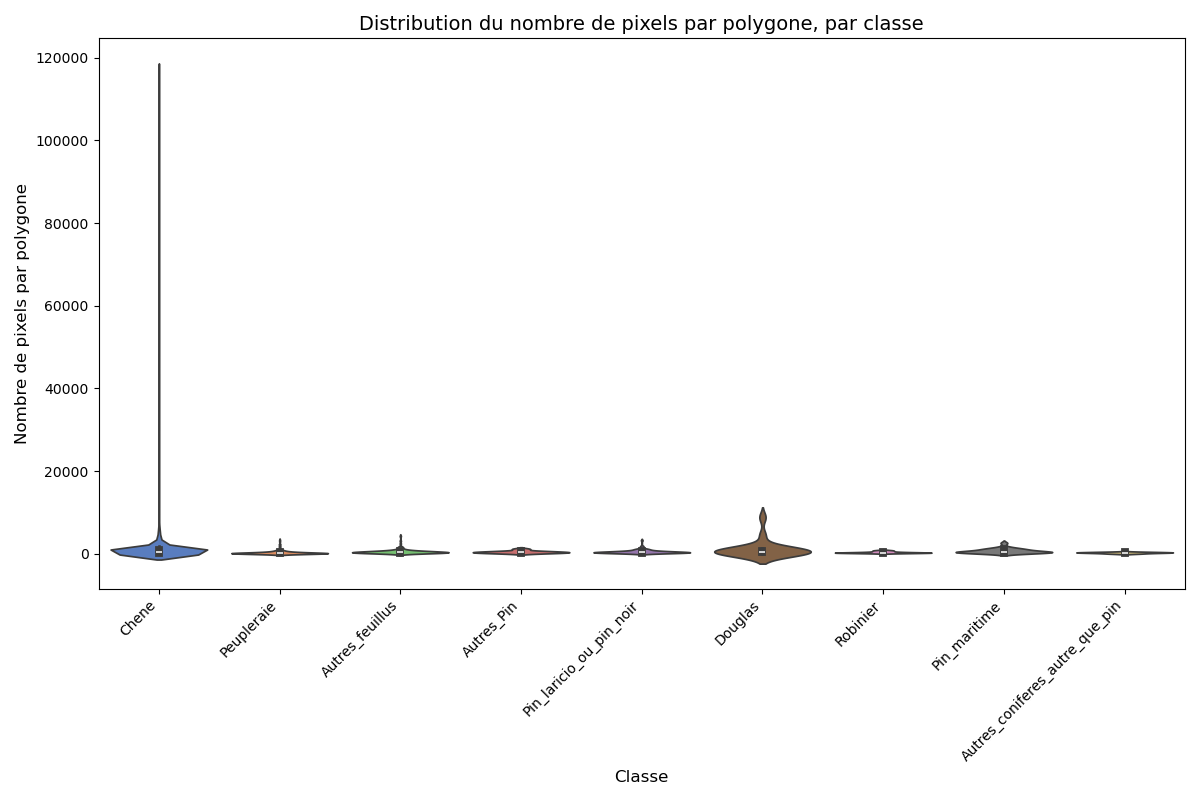 Distribution du nombre de pixels par polygone, par classe
Nombre de pixels par polygone
120000
100000
80000
60000
40000
20000
0
Chene
Peupleraie
Autres_feuillus
Autres_Pin
Pin_laricio_ou_pin_noir
Douglas
Robinier
Pin_maritime
Autres_coniferes_autre_que_pin
Classe